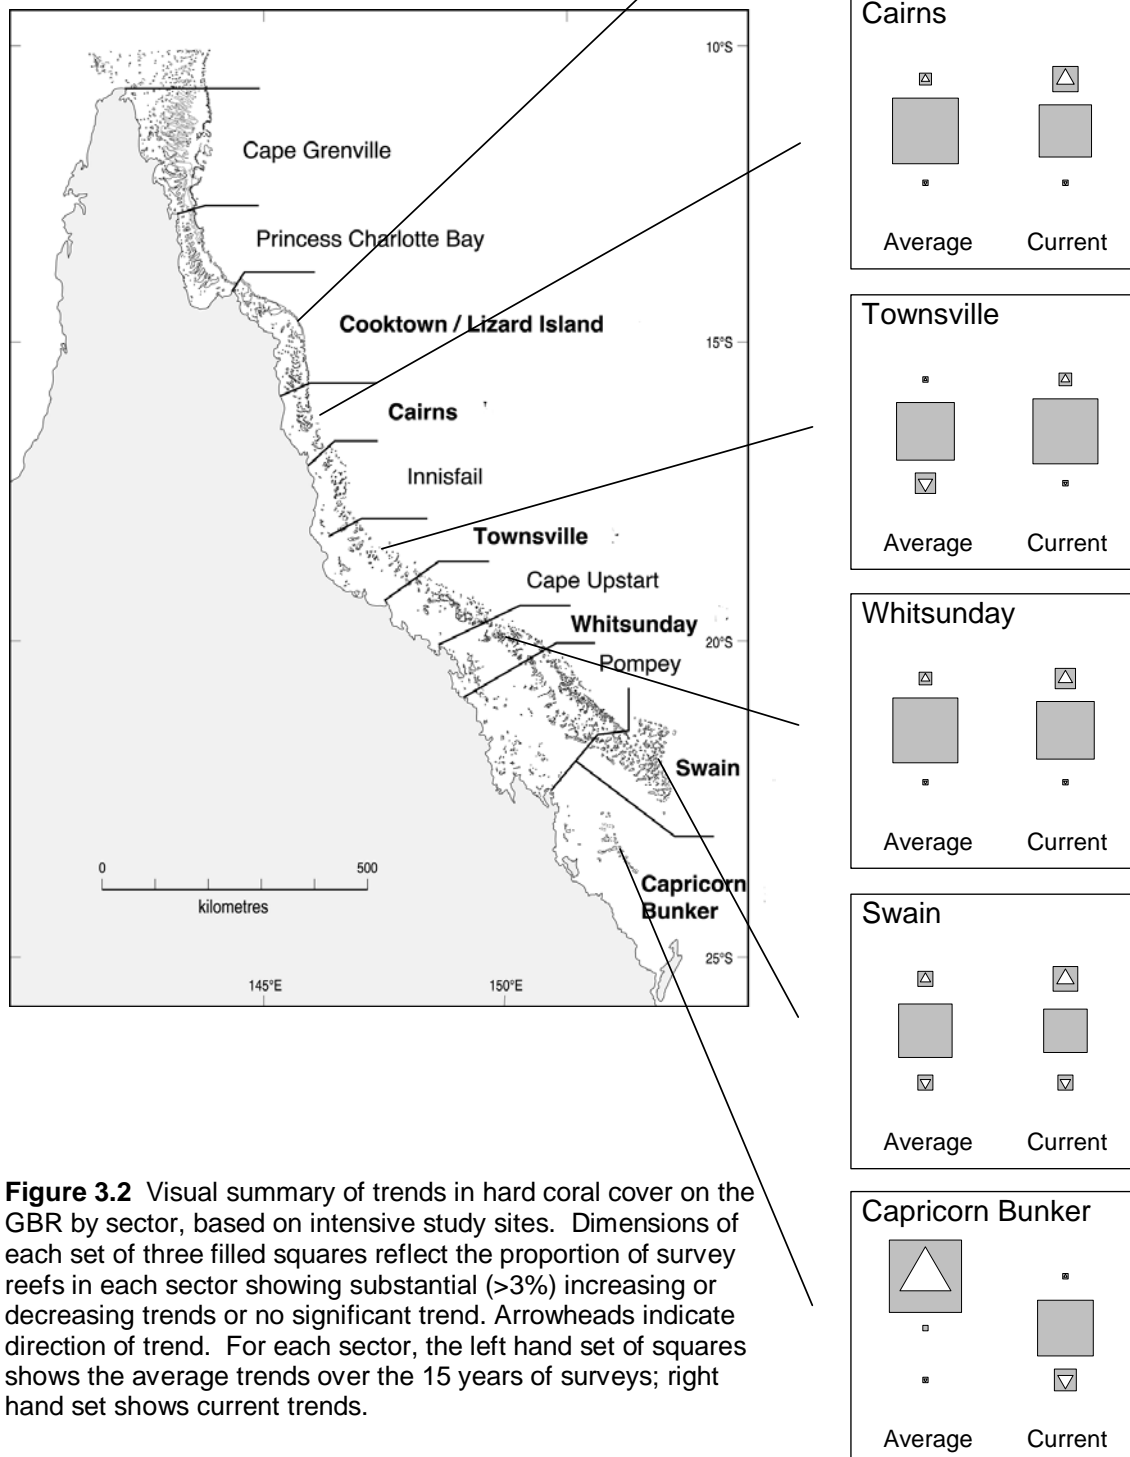 10°S
Cape Grenville
Princess Charlotte Bay
Cooktown / Lizard Island
15°S
Cairns
Innisfail
Townsville
Cape Upstart
Whitsunday
20°S
Pompey
Swain
0 500
kilometres
Capricorn
Bunker
25°S
145°E 150°E
Cairns
Average Current
Townsville
Average Current
Whitsunday
Average Current
Swain
Average Current
Capricorn Bunker
Average Current
Figure 3.2 Visual summary of trends in hard coral cover on the
GBR by sector, based on intensive study sites. Dimensions of
each set of three filled squares reflect the proportion of survey
reefs in each sector showing substantial (>3%) increasing or
decreasing trends or no significant trend. Arrowheads indicate
direction of trend. For each sector, the left hand set of squares
shows the average trends over the 15 years of surveys; right
hand set shows current trends.